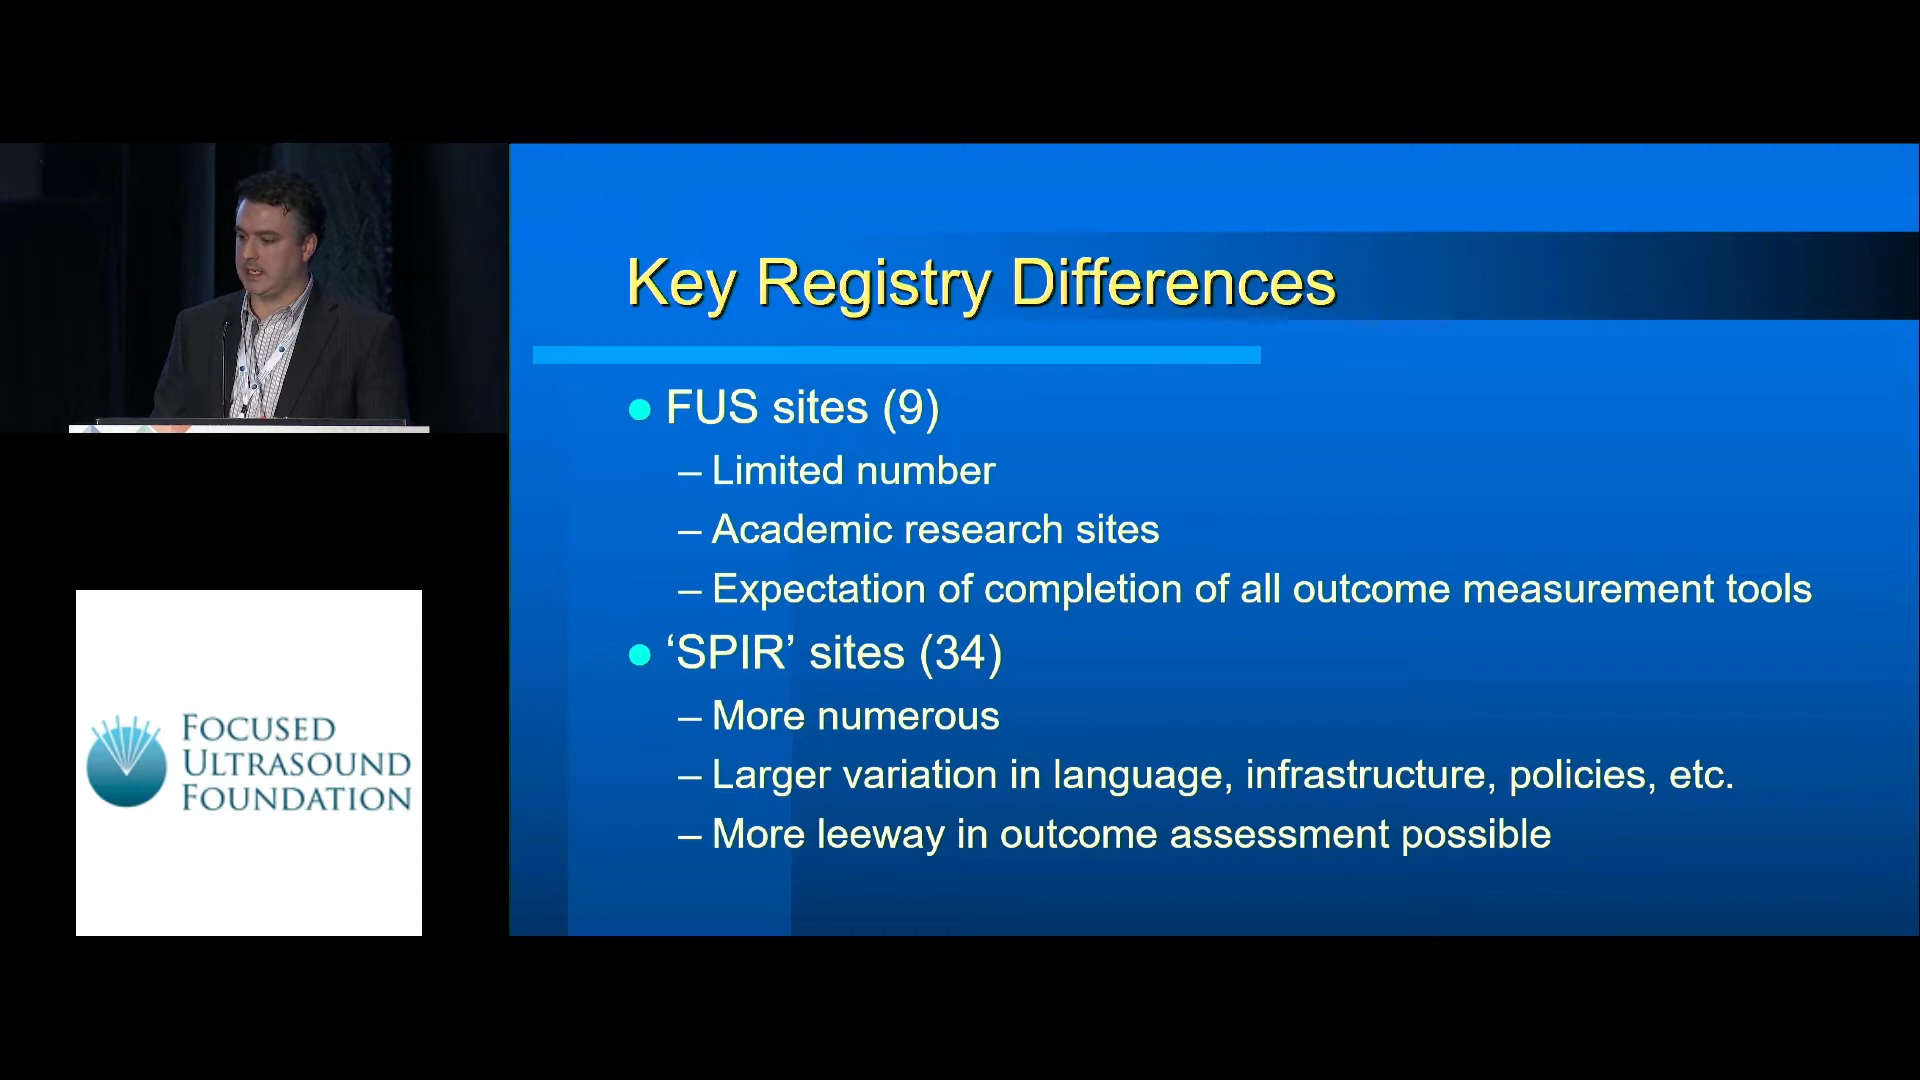 Key Registry Differences
FUS sites (9)
– Limited number
– Academic research sites
– Expectation of completion of all outcome measurement tools
‘SPIR’ sites (34)
– More numerous
– Larger variation in language, infrastructure, policies, etc.
– More leeway in outcome assessment possible
FOCUSED
ULTRASOUND
FOUNDATION